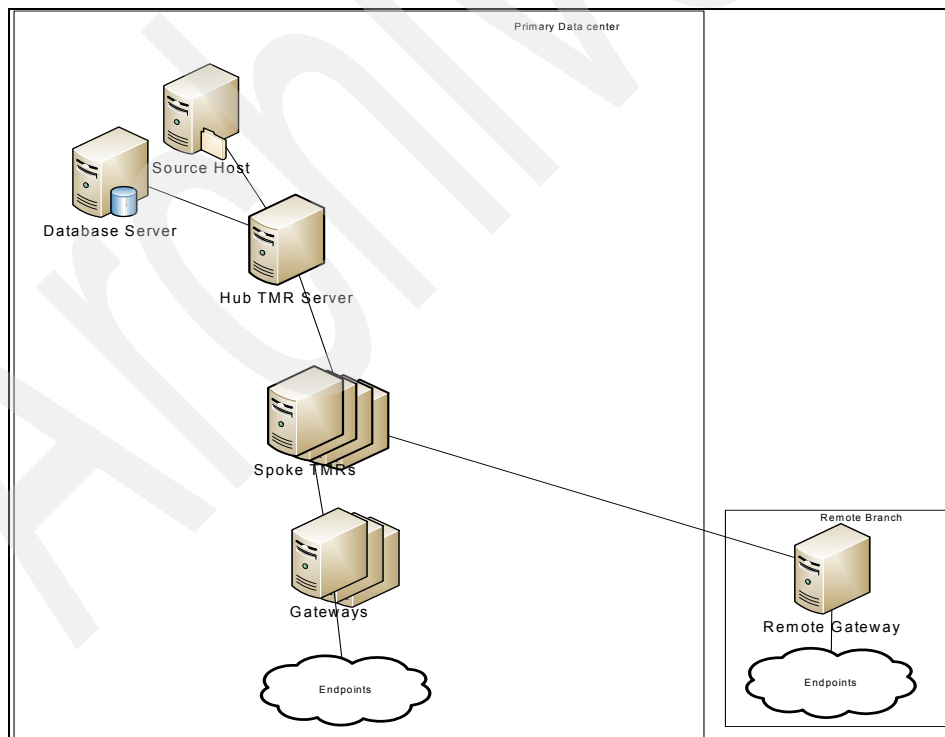 Primary Data center
Source Host
Database Server
Hub TMR Server
Spoke TMRs
Gateways
Endpoints
Remote Branch
Remote Gateway
Endpoints